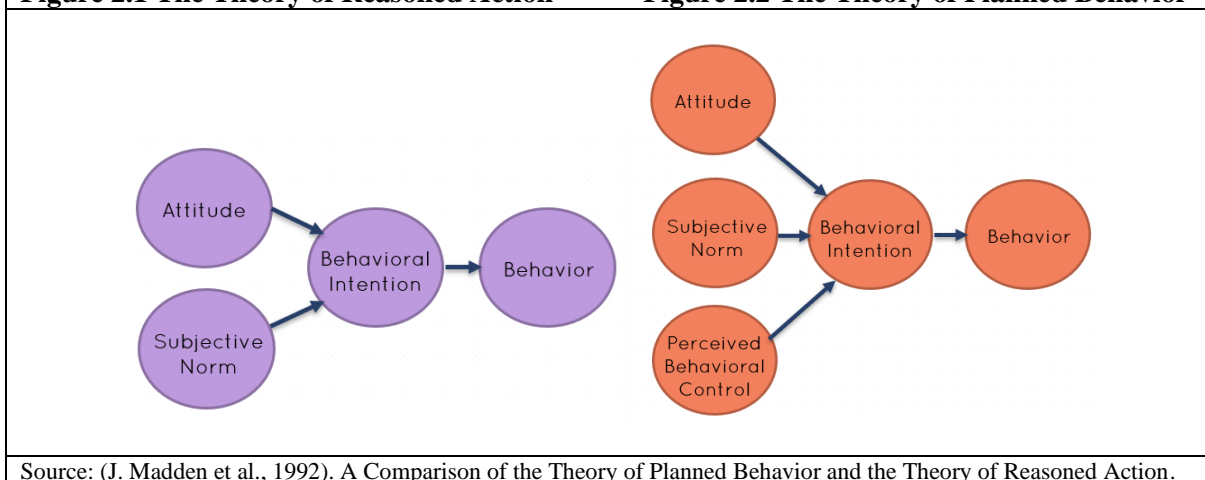 Figure 2.1 The Theory of Reasoned Action Figure 2.2 The Theory of Planned Behavior
Attitude
Subjective
Norm
Behavioral
Intention
Behavior
Attitude
Subjective
Norm
Perceived
Behavioral
Control
Behavioral
Intention
Behavior
Source: (J. Madden et al., 1992). A Comparison of the Theory of Planned Behavior and the Theory of Reasoned Action.